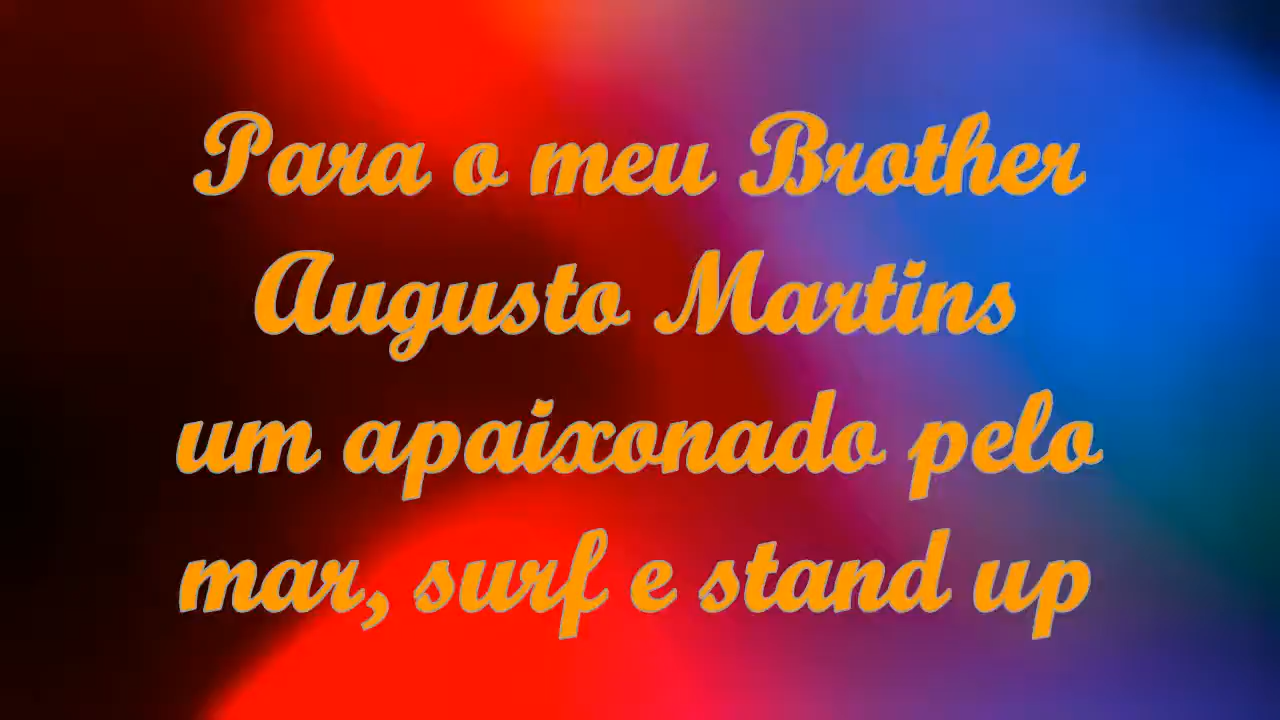 Para o meu Brother
Augusto Martins
um apaixonado pelo
mar, surf e stand up